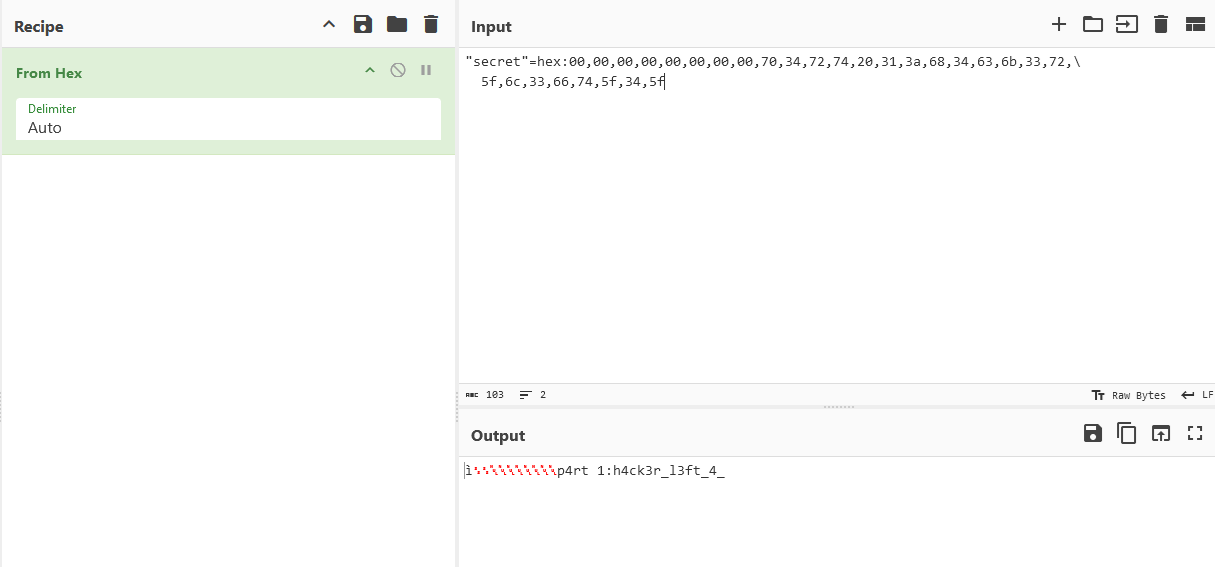 Recipe
Input
From Hex
Delimiter
Auto
"secret"=hex:00,00,00,00,00,00,00,00,70,34,72,74,20,31,3a,68,34,63,6b,33,72,\
5f,6c,33,66,74,5f,34,5f
ABC 103 2
Raw Bytes LF
Output
ìp4rt 1:h4ck3r_l3ft_4_